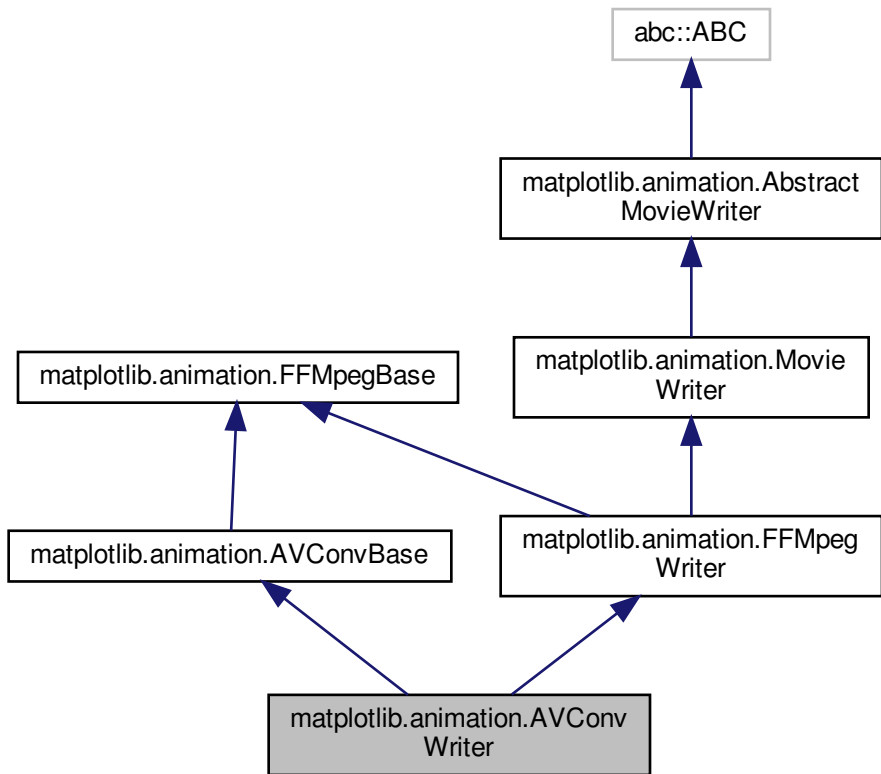 abc::ABC
matplotlib.animation.Abstract
MovieWriter
matplotlib.animation.FFMpegBase
matplotlib.animation.Movie
Writer
matplotlib.animation.AVConvBase
matplotlib.animation.FFMpeg
Writer
matplotlib.animation.AVConv
Writer